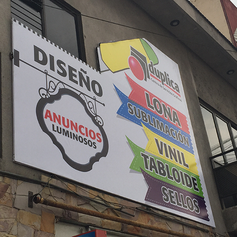 DISEÑO
ANUNCIOS
LUMINOSOS
duplica
LONA
SUBLIMACIÓN
VINIL
TABLOIDE
SELLOS